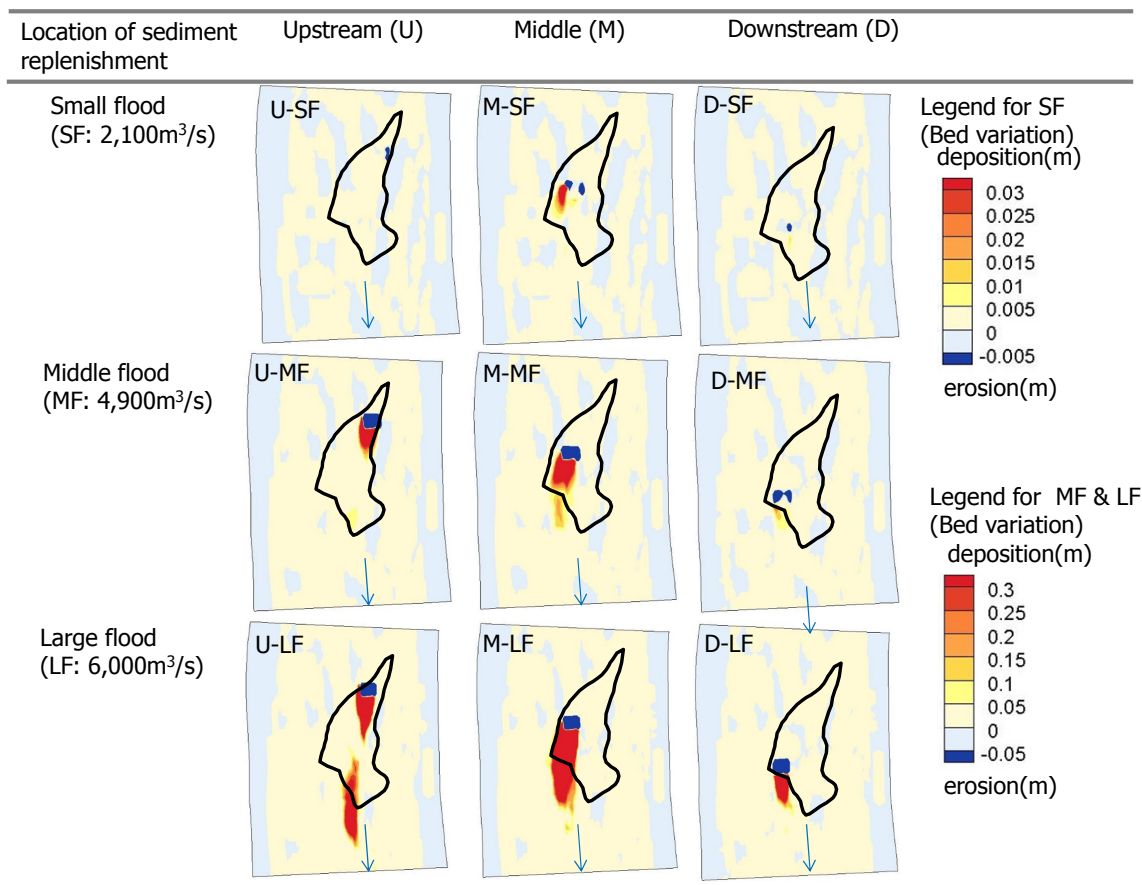 Location of sediment
replenishment
Upstream (U)
Middle (M)
Downstream (D)
Small flood
(SF: 2,100m³/s)
U-SF
M-SF
D-SF
Legend for SF
(Bed variation)
deposition(m)
0.03
0.025
0.02
0.015
0.01
0.005
0
-0.005
erosion(m)
Middle flood
(MF: 4,900m³/s)
U-MF
M-MF
D-MF
Legend for MF & LF
(Bed variation)
deposition(m)
0.3
0.25
0.2
0.15
0.1
0.05
0
-0.05
erosion(m)
Large flood
(LF: 6,000m³/s)
U-LF
M-LF
D-LF